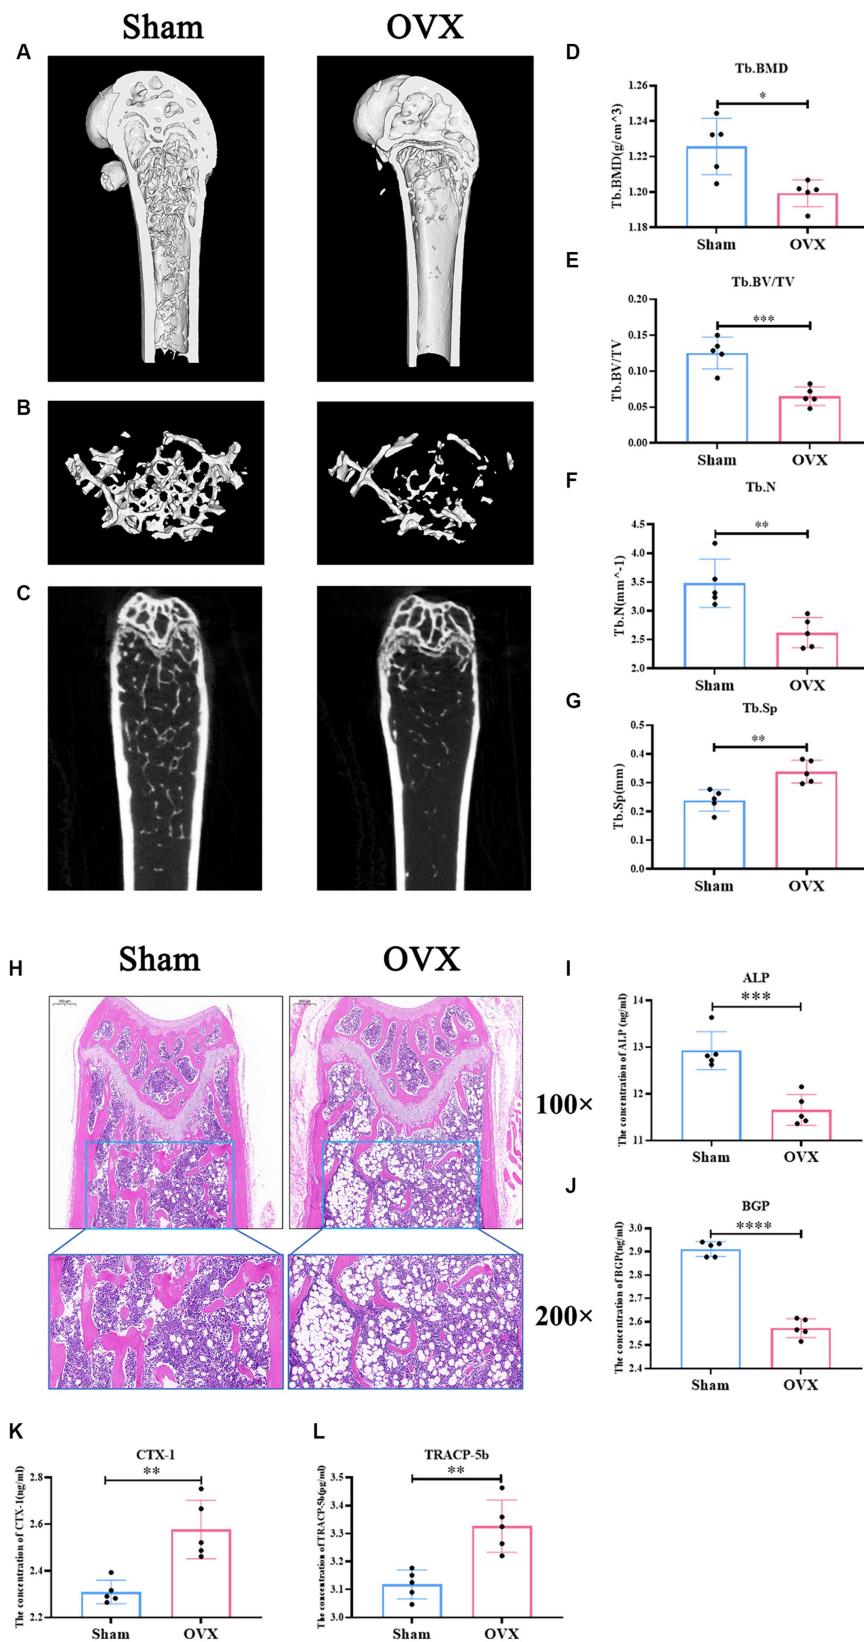 Sham OVX
A
B
C
D
Tb.BMD
Tb.BMD(g/cm^3)
1.26
1.24
1.22
1.20
1.18
*
Sham OVX
E
Tb.BV/TV
Tb.BV/TV
0.20
0.15
0.10
0.05
0.00
***
Sham OVX
F
Tb.N
Tb.N(mm^-1)
4.5
4.0
3.5
3.0
2.5
2.0
**
Sham OVX
G
Tb.Sp
Tb.Sp(mm)
0.5
0.4
0.3
0.2
0.1
0.0
**
Sham OVX
H
Sham OVX
100×
200×
I
ALP
The concentration of ALP (ng/ml)
14
13
12
11
***
Sham OVX
J
BGP
The concentration of BGP(ng/ml)
3.0
2.9
2.8
2.7
2.6
2.5
2.4
****
Sham OVX
K
CTX-1
The concentration of CTX-1(ng/ml)
2.8
2.6
2.4
2.2
**
Sham OVX
L
TRACP-5b
The concentration of TRACP-5b(pg/ml)
3.5
3.4
3.3
3.2
3.1
3.0
**
Sham OVX